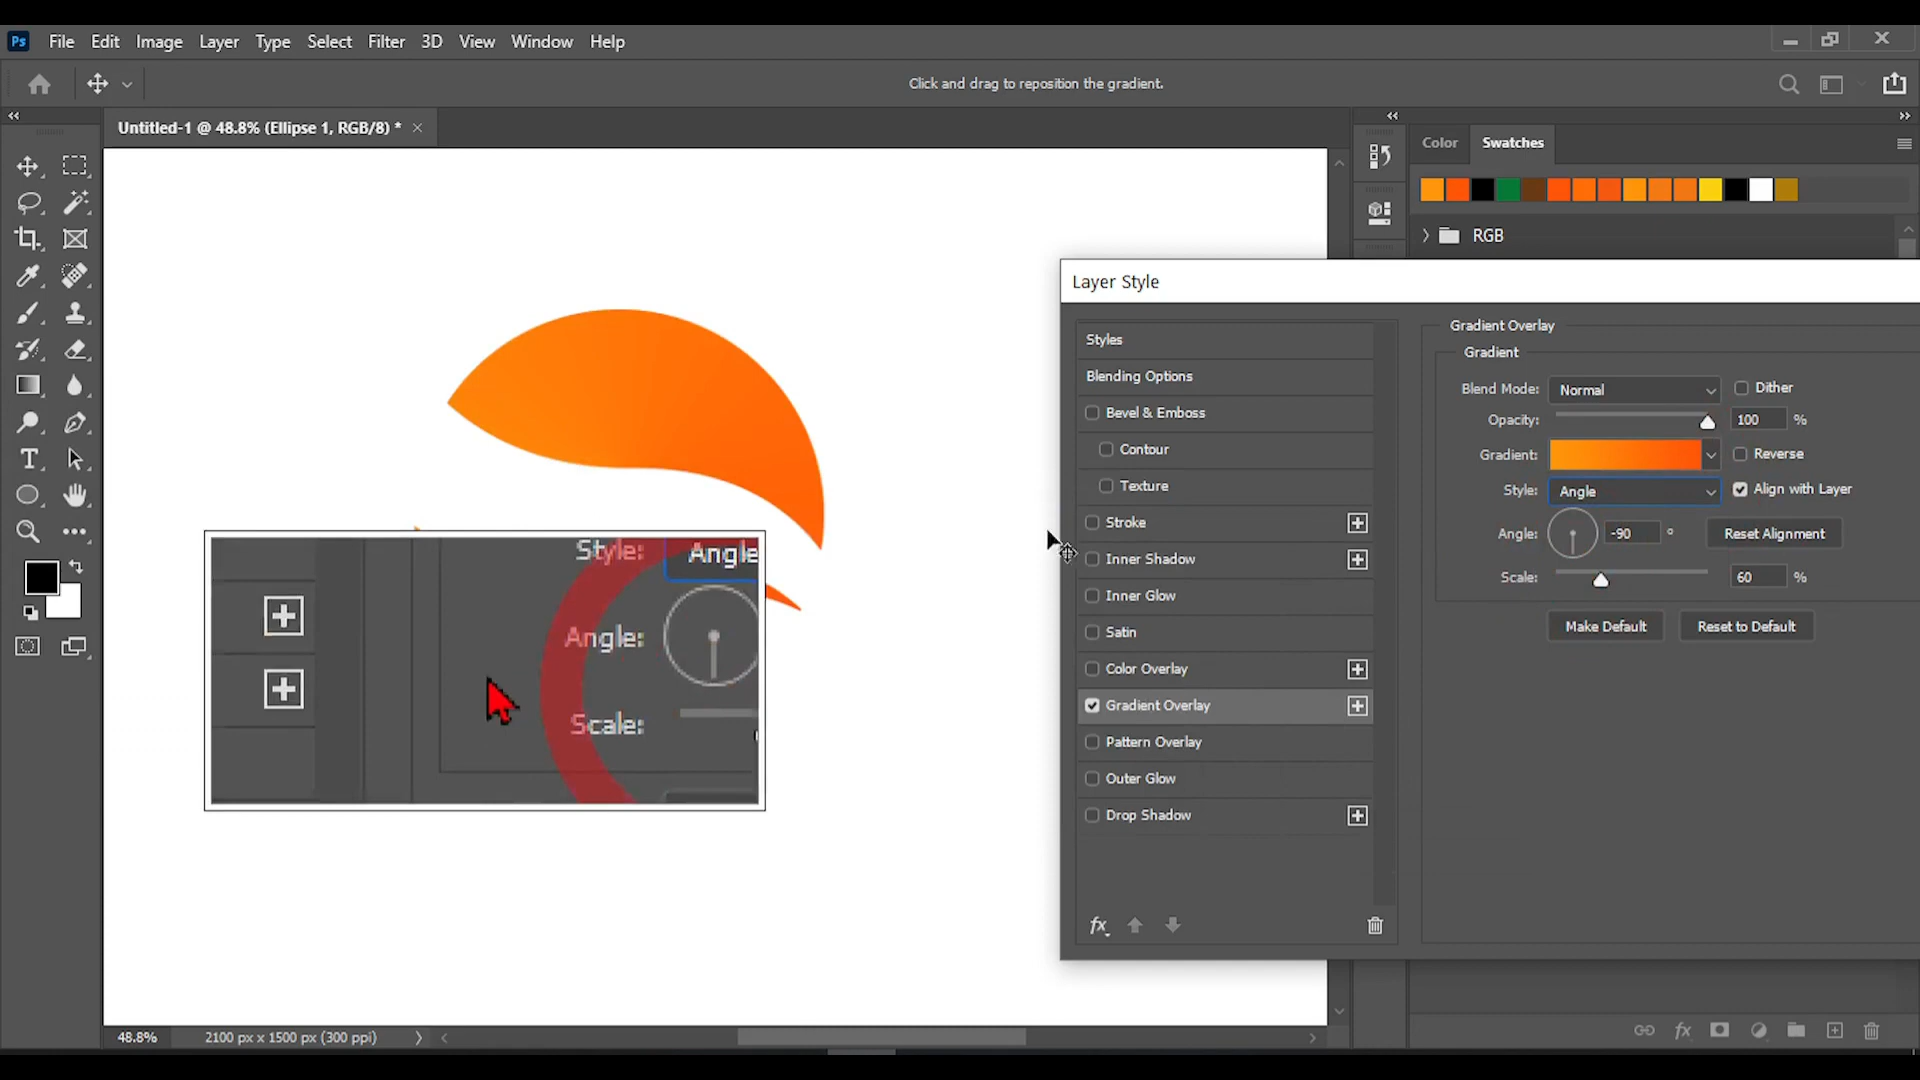 Ps File Edit Image Layer Type Select Filter 3D View Window Help
Click and drag to reposition the gradient.
Untitled-1 @ 48.8% (Ellipse 1, RGB/8) *
Color Swatches
RGB
Layer Style
Styles
Blending Options
Bevel & Emboss
Contour
Texture
Stroke
Inner Shadow
Inner Glow
Satin
Color Overlay
Gradient Overlay
Pattern Overlay
Outer Glow
Drop Shadow
fx
Gradient Overlay
Gradient
Blend Mode: Normal Dither
Opacity: 100 %
Gradient: Reverse
Style: Angle Align with Layer
Angle: -90 ° Reset Alignment
Scale: 60 %
Make Default Reset to Default
Style: Angle
Angle:
Scale:
48.8% 2100 px x 1500 px (300 ppi)
fx